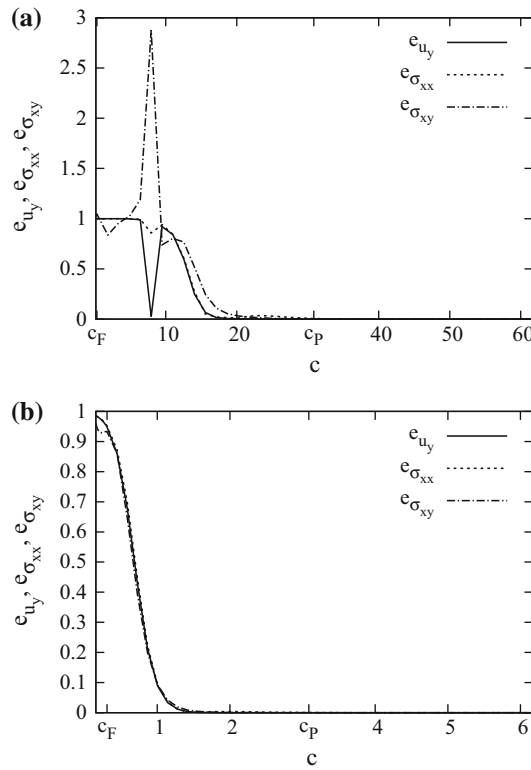 (a)
3
2.5
2
1.5
1
0.5
0
e_{u_y}, e_{σ_{xx}}, e_{σ_{xy}}
e_{u_y}
e_{σ_{xx}}
e_{σ_{xy}}
c_F 10 20 c_P 40 50 60
c
(b)
1
0.9
0.8
0.7
0.6
0.5
0.4
0.3
0.2
0.1
0
e_{u_y}, e_{σ_{xx}}, e_{σ_{xy}}
e_{u_y}
e_{σ_{xx}}
e_{σ_{xy}}
c_F 1 2 c_P 4 5 6
c